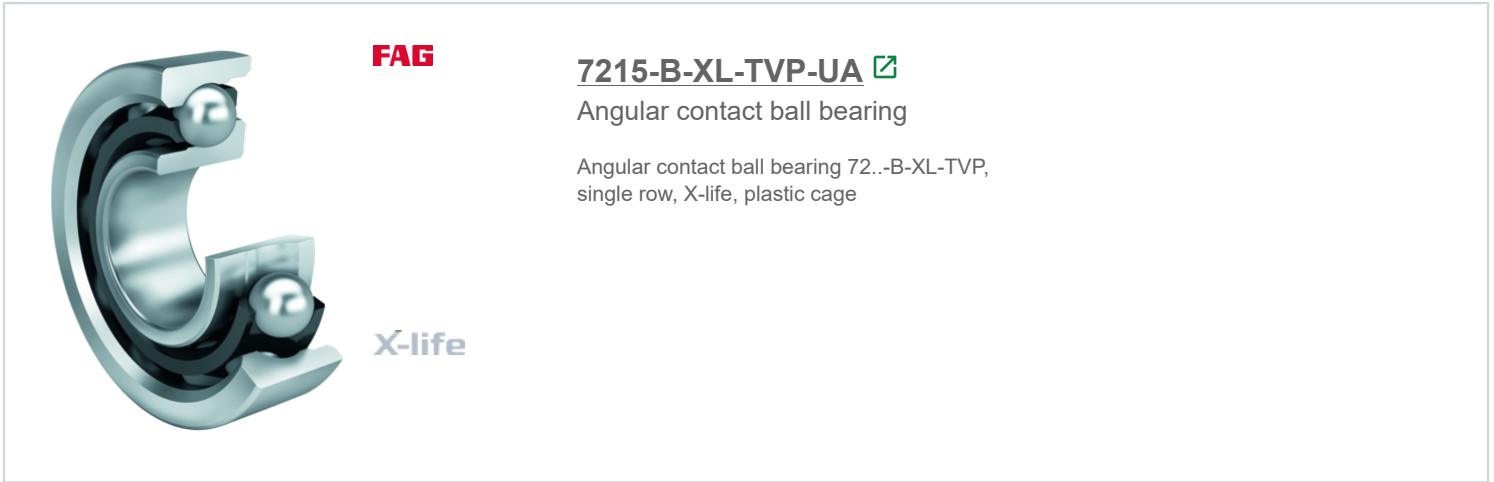 FAG
7215-B-XL-TVP-UA
Angular contact ball bearing
Angular contact ball bearing 72..-B-XL-TVP,
single row, X-life, plastic cage
X-life